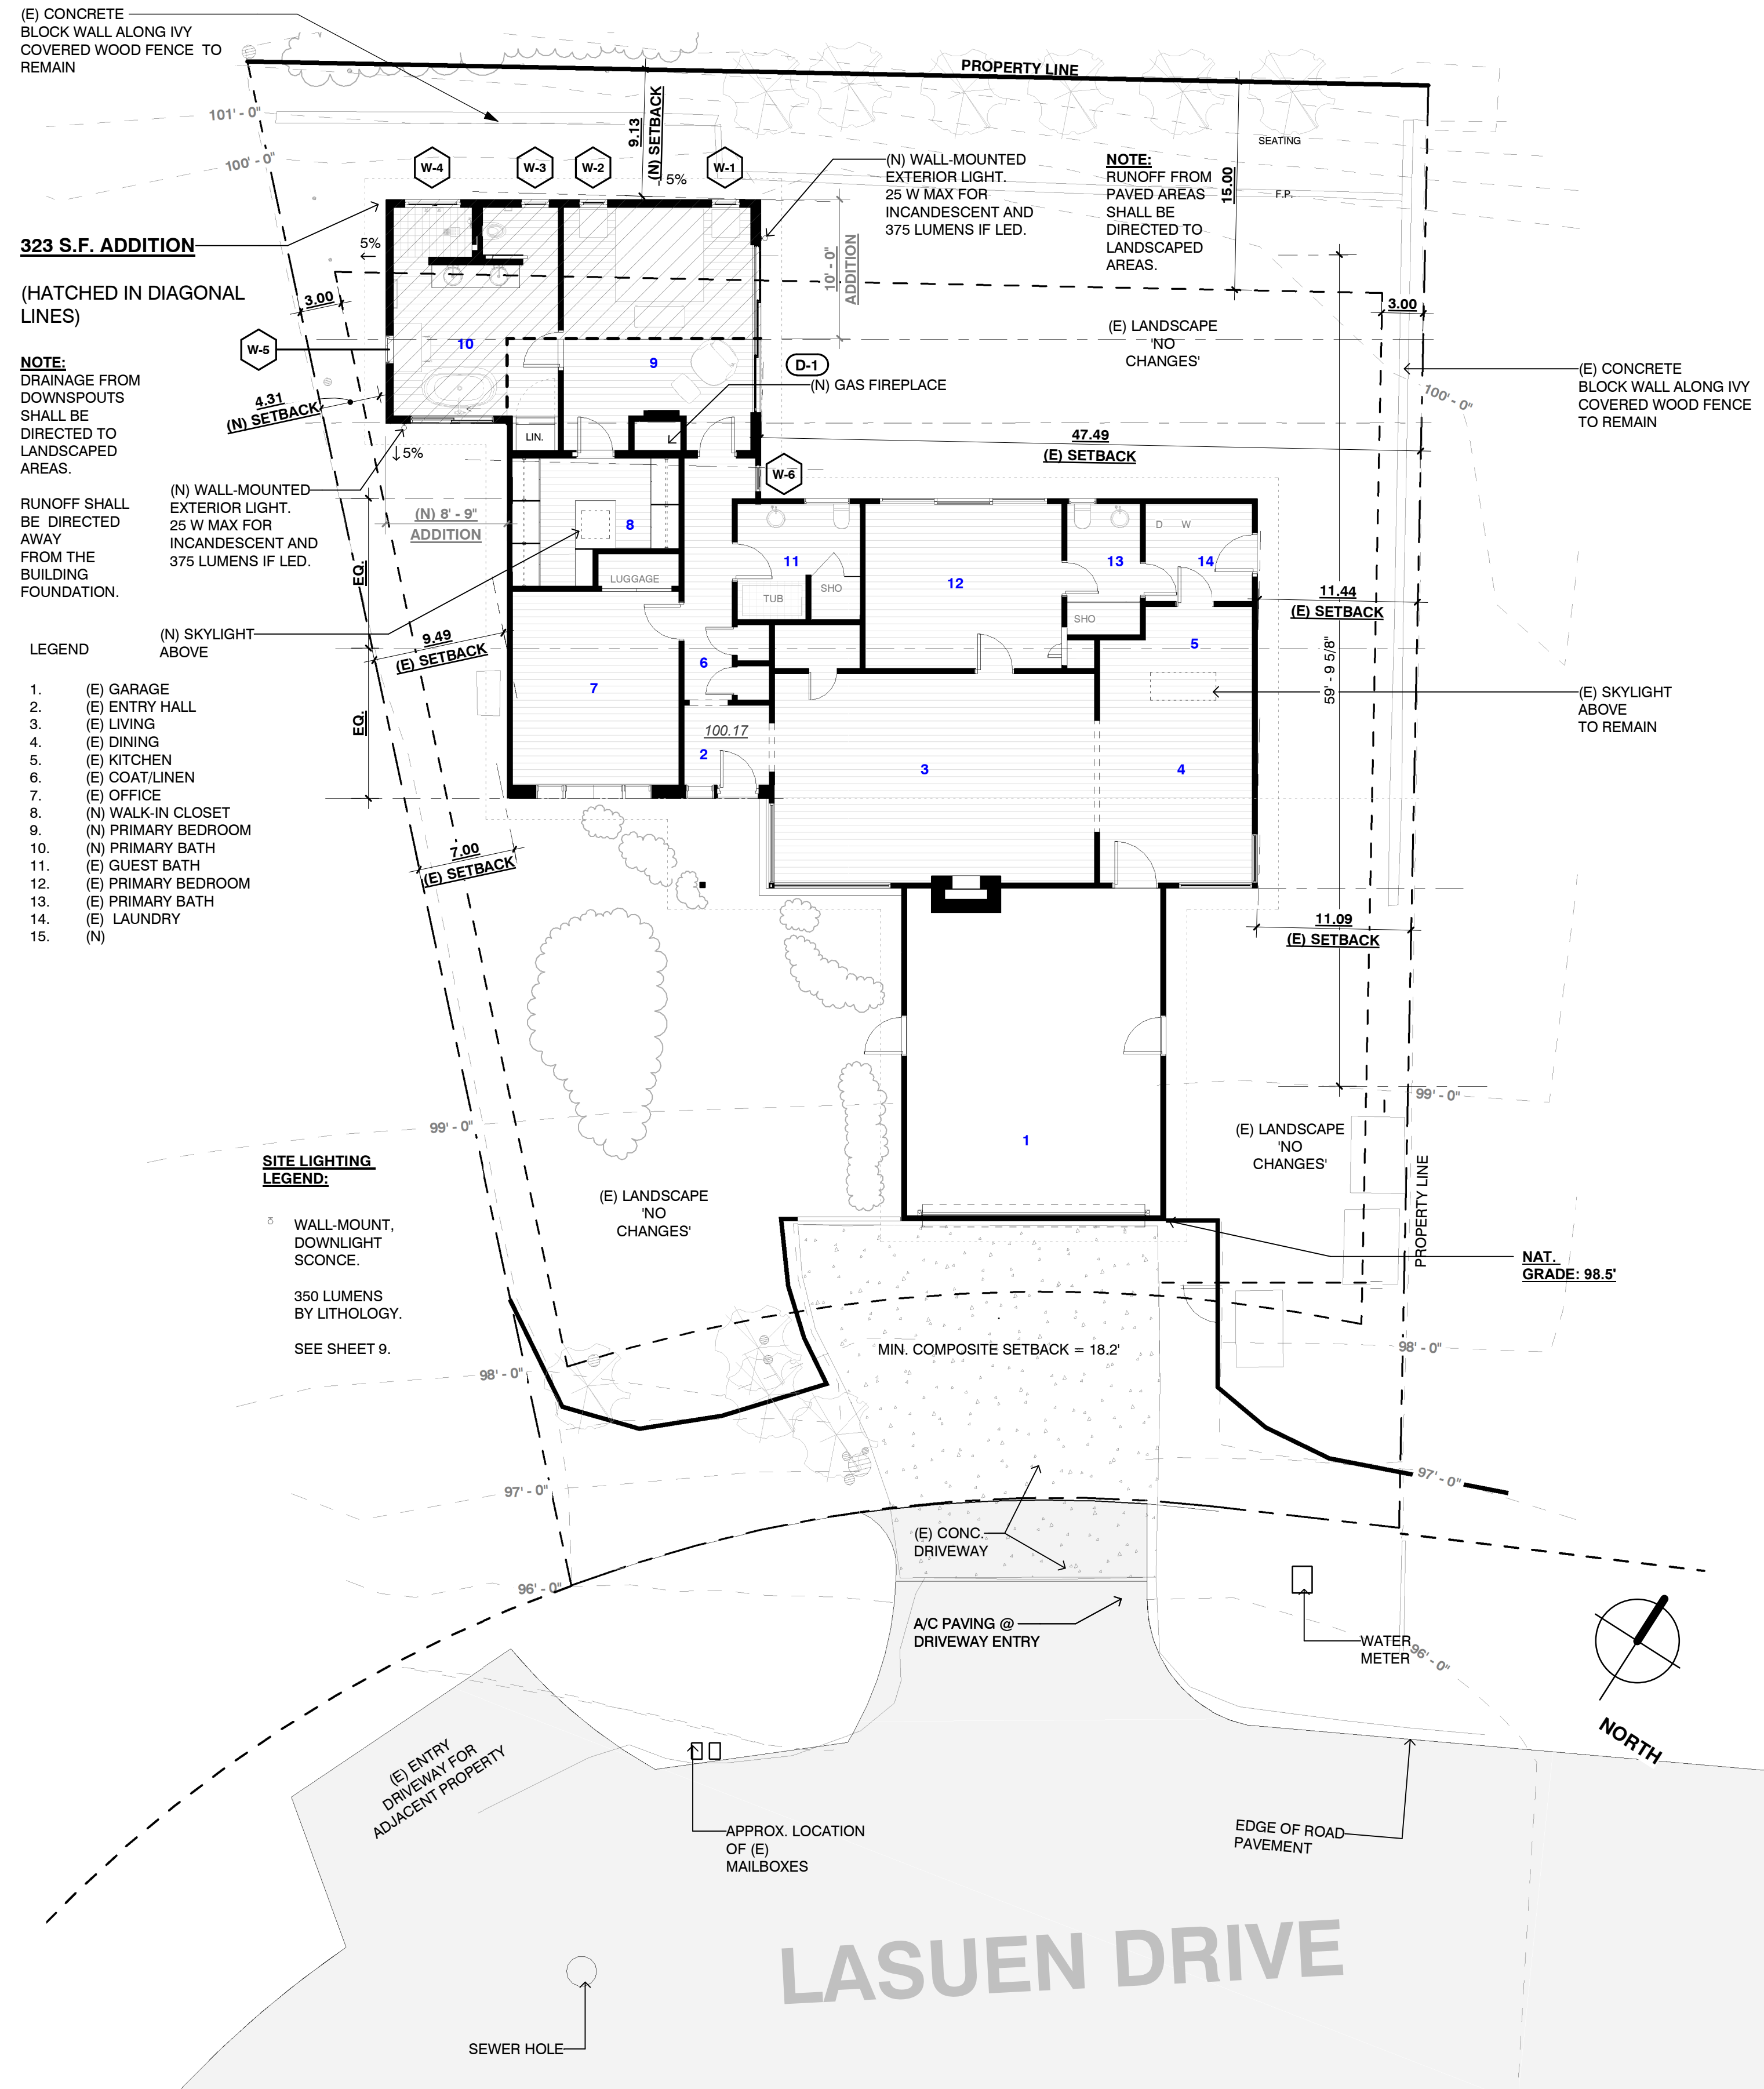 (E) CONCRETE
BLOCK WALL ALONG IVY
COVERED WOOD FENCE TO
REMAIN
PROPERTY LINE
101' - 0"
100' - 0"
9.13
(N) SETBACK
5%
W-4
W-3
W-2
W-1
(N) WALL-MOUNTED
EXTERIOR LIGHT.
25 W MAX FOR
INCANDESCENT AND
375 LUMENS IF LED.
NOTE:
RUNOFF FROM
PAVED AREAS
SHALL BE
DIRECTED TO
LANDSCAPED
AREAS.
15.00
SEATING
F.P.
323 S.F. ADDITION
(HATCHED IN DIAGONAL
LINES)
5%
3.00
10' - 0"
ADDITION
3.00
(E) LANDSCAPE
'NO
CHANGES'
W-5
10
9
D-1
(N) GAS FIREPLACE
(E) CONCRETE
BLOCK WALL ALONG IVY
COVERED WOOD FENCE
TO REMAIN
100' - 0"
NOTE:
DRAINAGE FROM
DOWNSPOUTS
SHALL BE
DIRECTED TO
LANDSCAPED
AREAS.
RUNOFF SHALL
BE DIRECTED
AWAY
FROM THE
BUILDING
FOUNDATION.
4.31
(N) SETBACK
5%
LIN.
47.49
(E) SETBACK
W-6
(N) WALL-MOUNTED
EXTERIOR LIGHT.
25 W MAX FOR
INCANDESCENT AND
375 LUMENS IF LED.
(N) 8' - 9"
ADDITION
8
LUGGAGE
11
TUB
SHO
12
13
SHO
D W
14
EQ.
EQ.
11.44
(E) SETBACK
59' - 9 5/8"
(N) SKYLIGHT
ABOVE
9.49
(E) SETBACK
5
6
7
100.17
2
3
4
(E) SKYLIGHT
ABOVE
TO REMAIN
LEGEND
1. (E) GARAGE
2. (E) ENTRY HALL
3. (E) LIVING
4. (E) DINING
5. (E) KITCHEN
6. (E) COAT/LINEN
7. (E) OFFICE
8. (N) WALK-IN CLOSET
9. (N) PRIMARY BEDROOM
10. (N) PRIMARY BATH
11. (E) GUEST BATH
12. (E) PRIMARY BEDROOM
13. (E) PRIMARY BATH
14. (E) LAUNDRY
15. (N)
7.00
(E) SETBACK
11.09
(E) SETBACK
99' - 0"
99' - 0"
1
(E) LANDSCAPE
'NO
CHANGES'
PROPERTY LINE
SITE LIGHTING
LEGEND:
WALL-MOUNT,
DOWNLIGHT
SCONCE.
350 LUMENS
BY LITHOLOGY.
SEE SHEET 9.
(E) LANDSCAPE
'NO
CHANGES'
NAT.
GRADE: 98.5'
MIN. COMPOSITE SETBACK = 18.2'
98' - 0"
98' - 0"
97' - 0"
97' - 0"
(E) CONC.
DRIVEWAY
96' - 0"
A/C PAVING @
DRIVEWAY ENTRY
WATER
METER
96' - 0"
NORTH
(E) ENTRY
DRIVEWAY FOR
ADJACENT PROPERTY
APPROX. LOCATION
OF (E)
MAILBOXES
EDGE OF ROAD
PAVEMENT
LASUEN DRIVE
SEWER HOLE